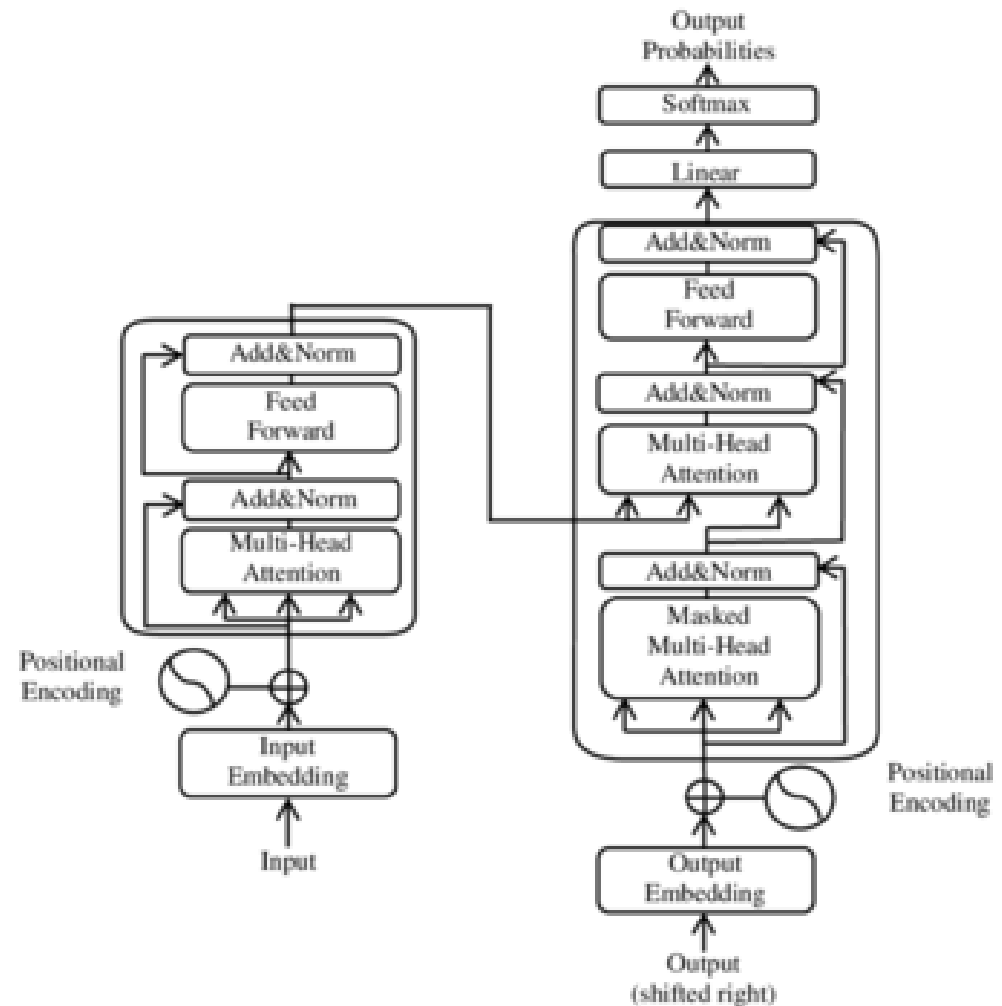 Output
Probabilities
Softmax
Linear
Add&Norm
Feed
Forward
Add&Norm
Multi-Head
Attention
Add&Norm
Masked
Multi-Head
Attention
Positional
Encoding
Output
Embedding
Output
(shifted right)
Add&Norm
Feed
Forward
Add&Norm
Multi-Head
Attention
Positional
Encoding
Input
Embedding
Input